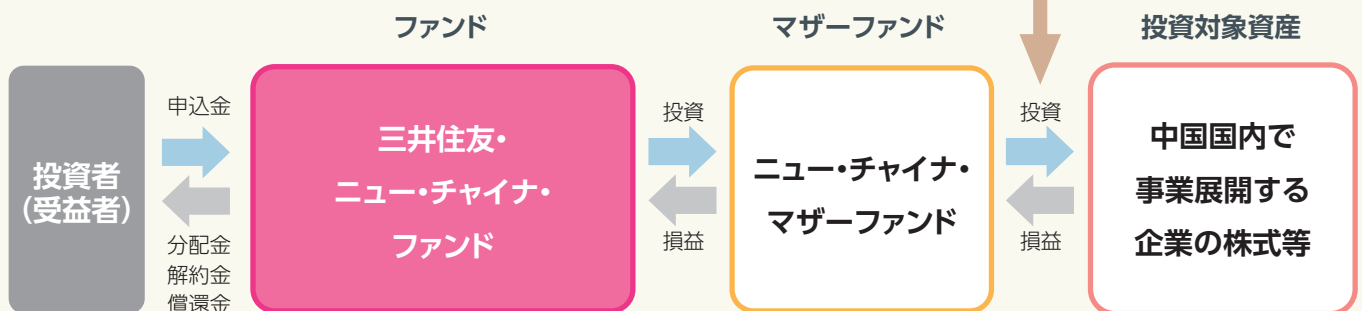 ファンド
マザーファンド
投資対象資産
投資者
(受益者)
申込金
分配金
解約金
償還金
三井住友・
ニュー・チャイナ・
ファンド
投資
損益
ニュー・チャイナ・
マザーファンド
投資
損益
中国国内で
事業展開する
企業の株式等